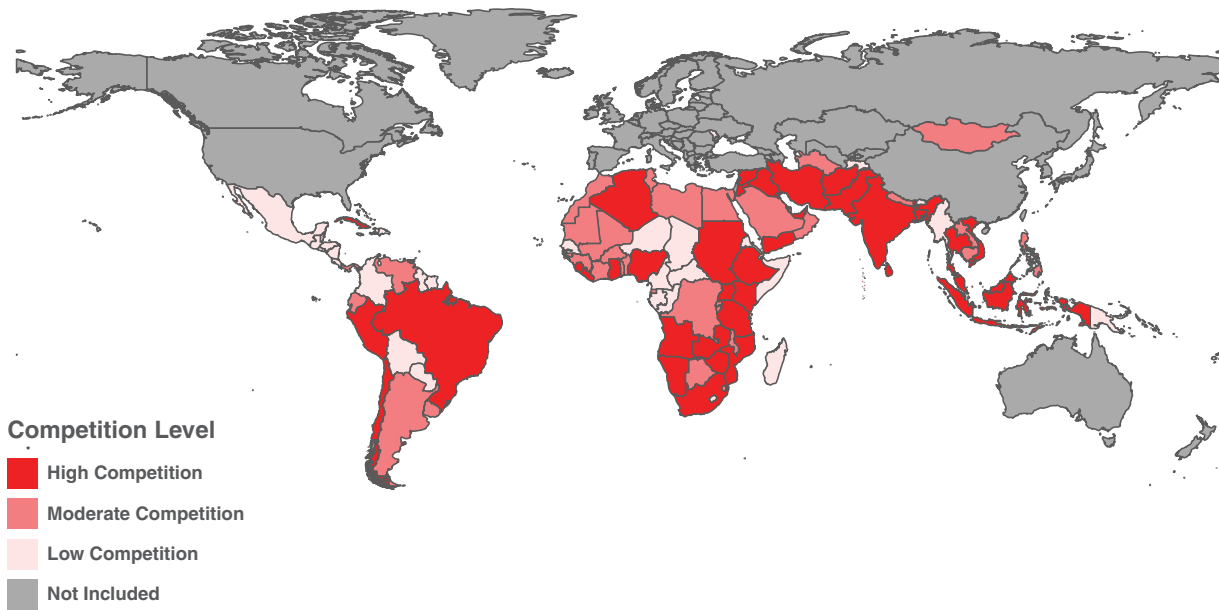 Competition Level
High Competition
Moderate Competition
Low Competition
Not Included